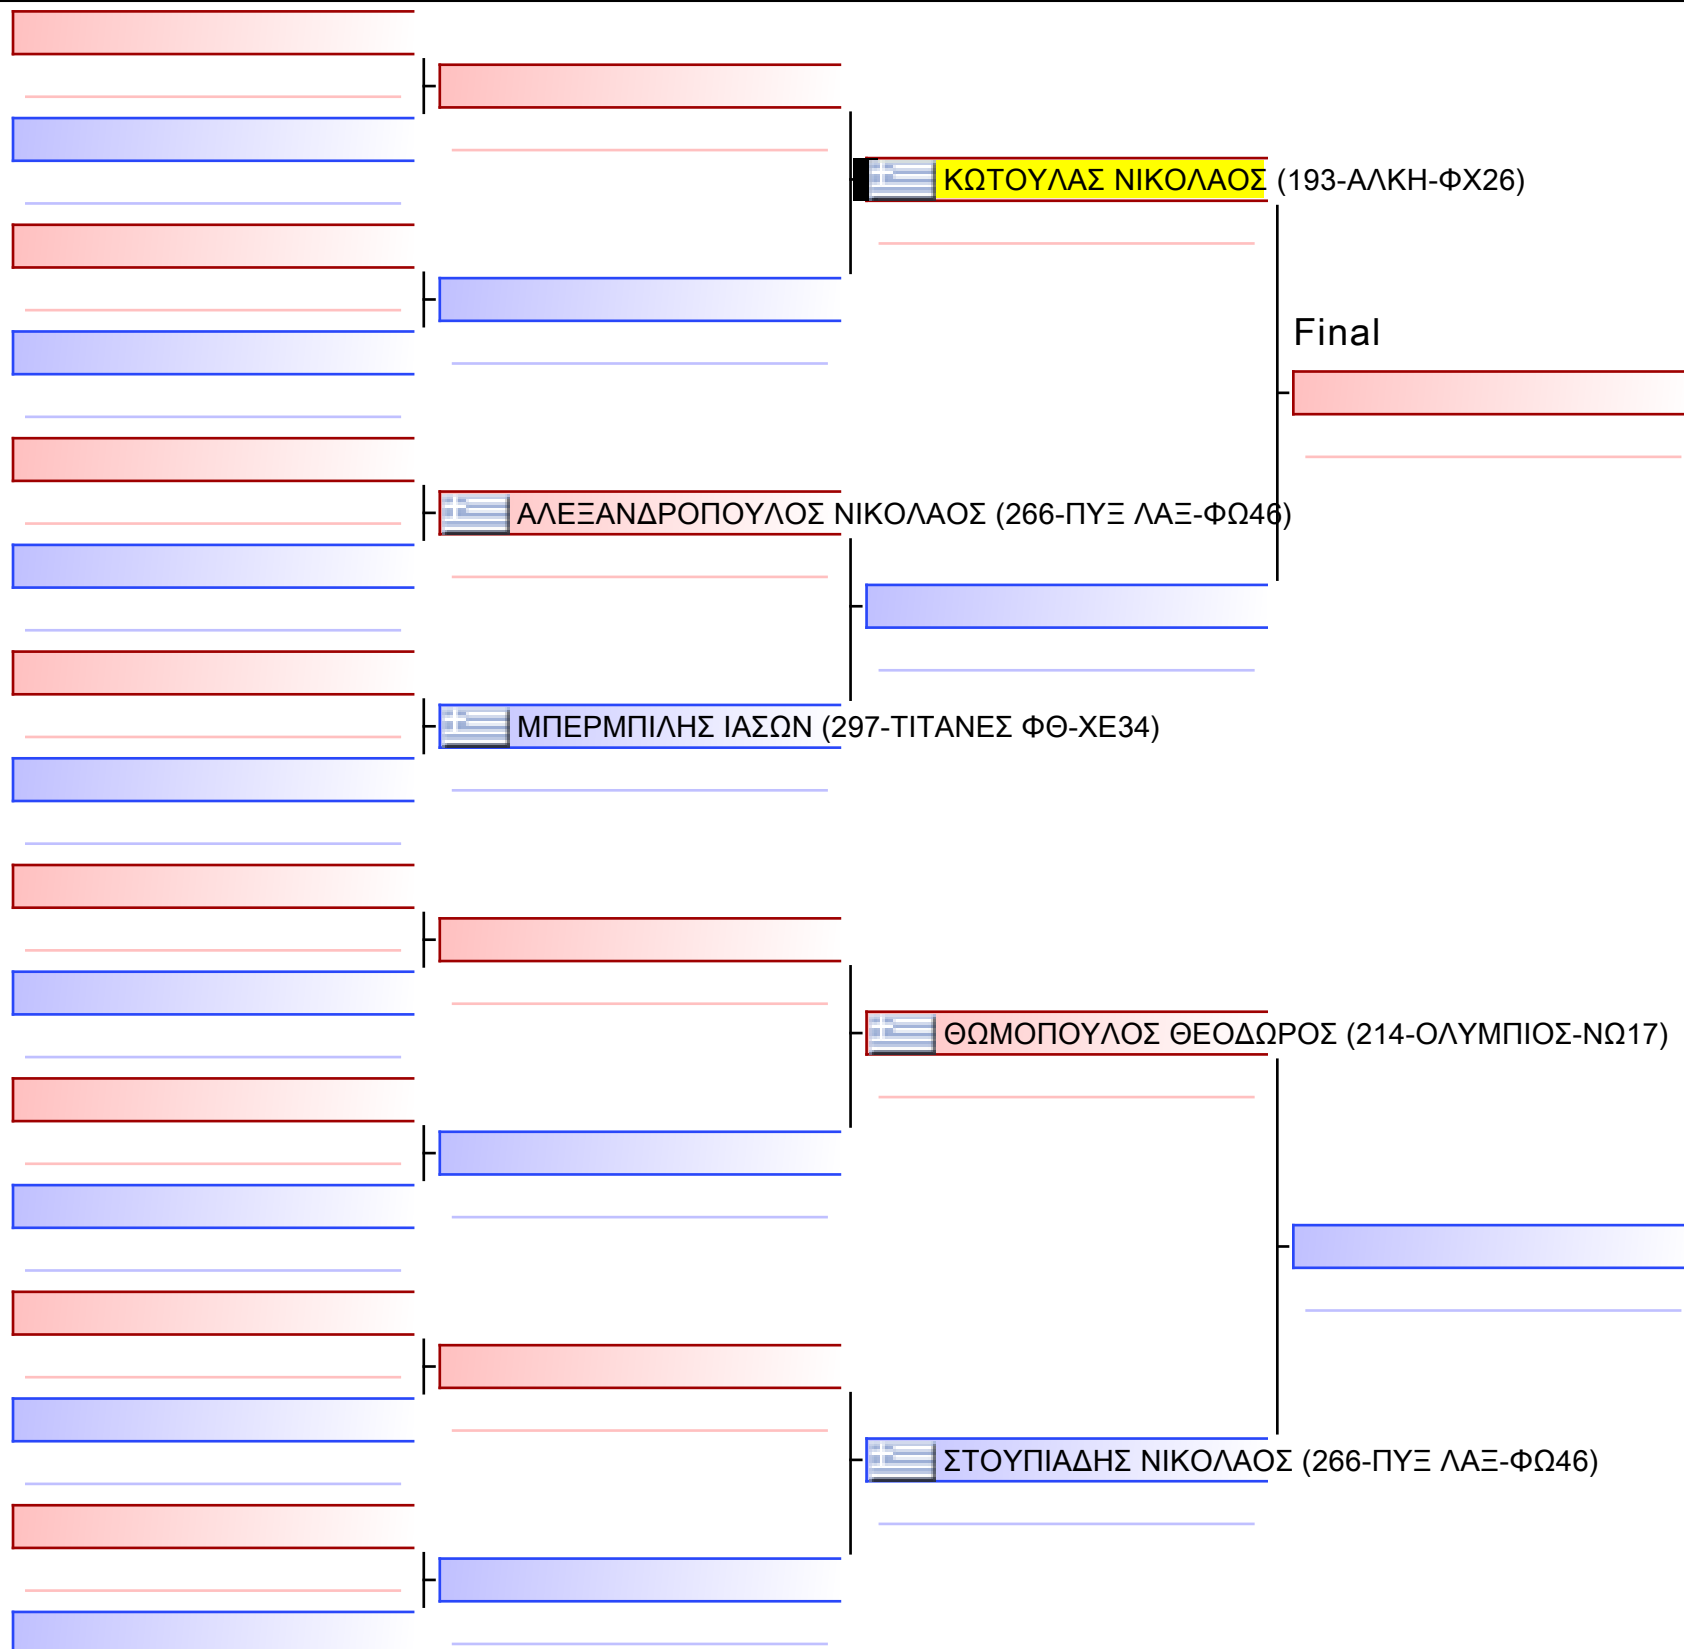 ΚΩΤΟΥΛΑΣ ΝΙΚΟΛΑΟΣ (193-ΑΛΚΗ-ΦΧ26)
Final
ΑΛΕΞΑΝΔΡΟΠΟΥΛΟΣ ΝΙΚΟΛΑΟΣ (266-ΠΥΞ ΛΑΞ-ΦΩ46)
ΜΠΕΡΜΠΙΛΗΣ ΙΑΣΩΝ (297-ΤΙΤΑΝΕΣ ΦΘ-ΧΕ34)
ΘΩΜΟΠΟΥΛΟΣ ΘΕΟΔΩΡΟΣ (214-ΟΛΥΜΠΙΟΣ-ΝΩ17)
ΣΤΟΥΠΙΑΔΗΣ ΝΙΚΟΛΑΟΣ (266-ΠΥΞ ΛΑΞ-ΦΩ46)